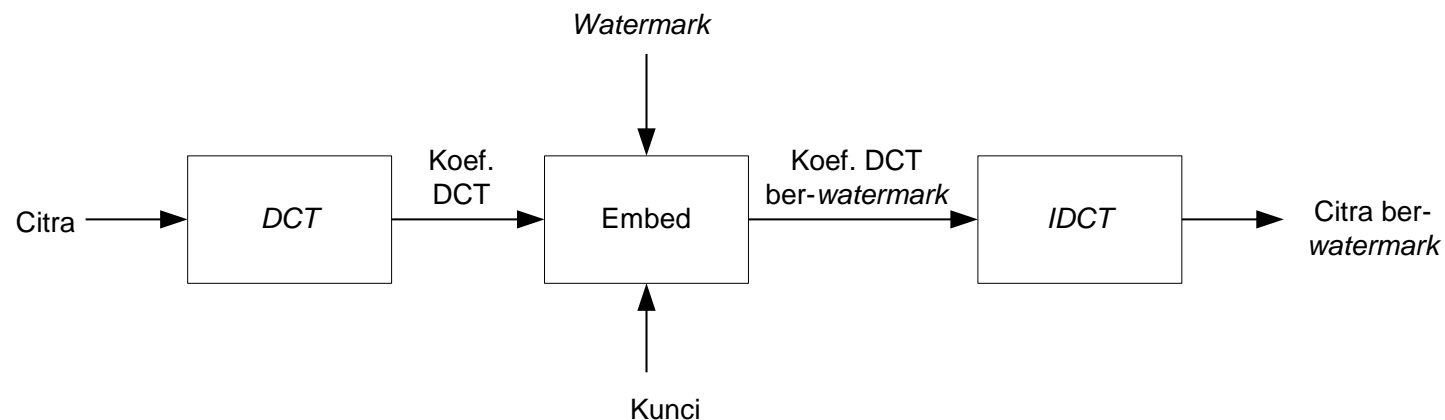 Watermark
Koef.
DCT
Koef. DCT
ber-watermark
Citra
DCT
Embed
IDCT
Citra ber-
watermark
Kunci